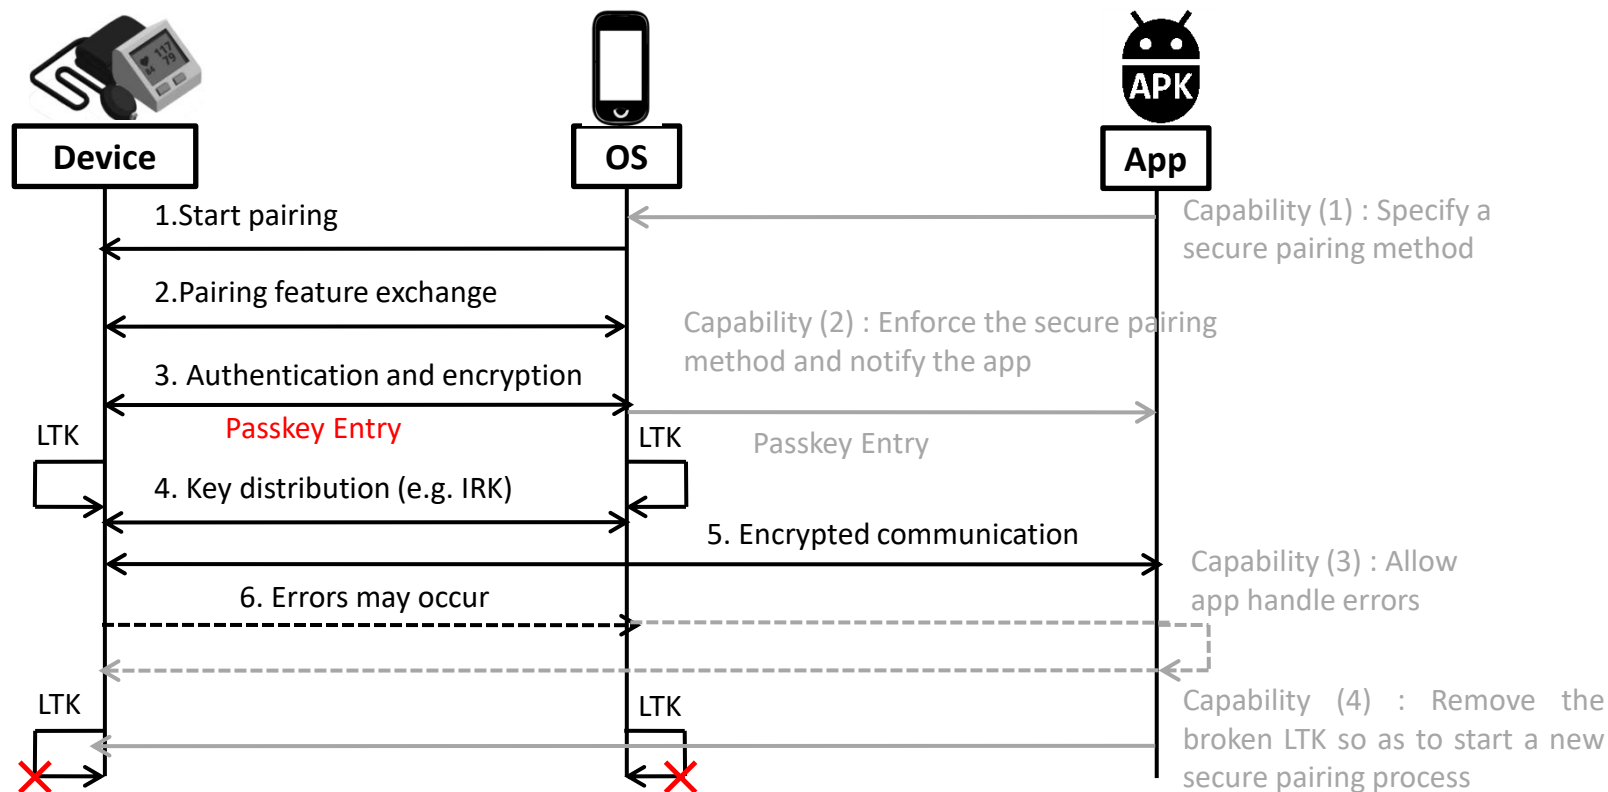 117
79
84
APK
Device
OS
App
1.Start pairing
Capability (1) : Specify a
secure pairing method
2.Pairing feature exchange
Capability (2) : Enforce the secure pairing
method and notify the app
3. Authentication and encryption
Passkey Entry
Passkey Entry
LTK
LTK
4. Key distribution (e.g. IRK)
5. Encrypted communication
Capability (3) : Allow
app handle errors
6. Errors may occur
LTK
LTK
Capability (4) : Remove the
broken LTK so as to start a new
secure pairing process